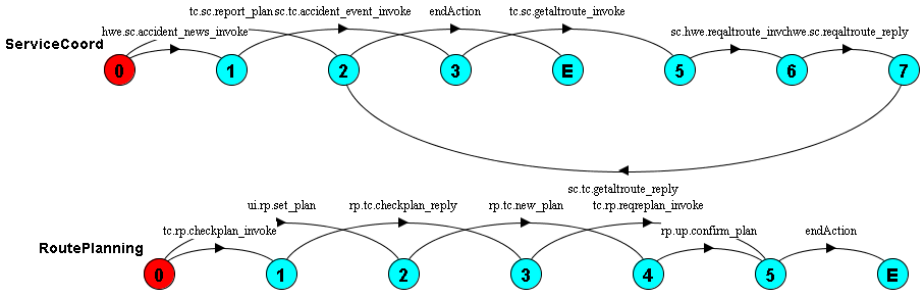 tc.sc.report_plan sc.tc.accident_event_invoke endAction tc.sc.getaltroute_invoke
hwe.sc.accident_news_invoke sc.hwe.reqaltroute_invc hwe.sc.reqaltroute_reply
ServiceCoord
0 1 2 3 E 5 6 7
sc.tc.getaltroute_reply
ui.rp.set_plan rp.tc.checkplan_reply rp.tc.new_plan tc.rp.reqreplan_invoke
tc.rp.checkplan_invoke rp.up.confirm_plan endAction
RoutePlanning
0 1 2 3 4 5 E